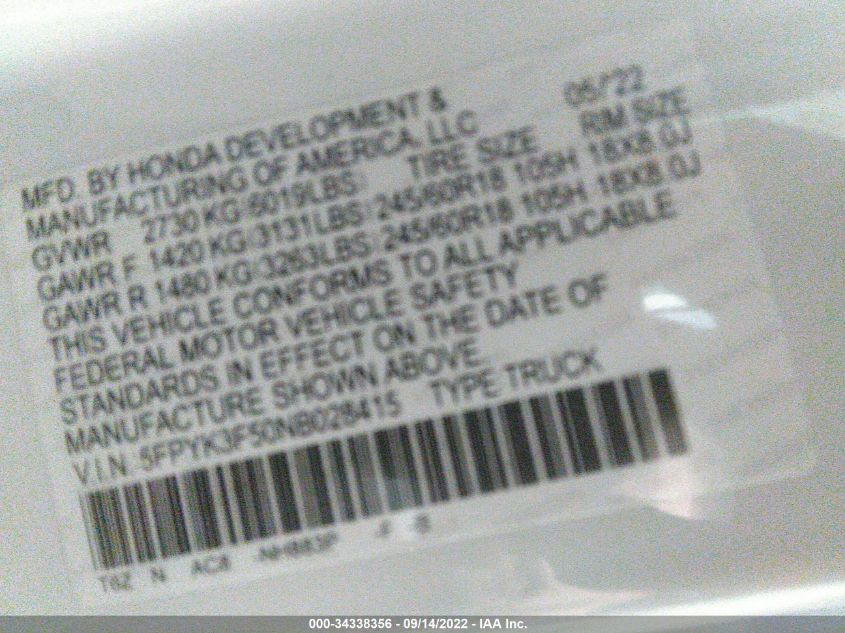 MFD. BY HONDA DEVELOPMENT & 05/'22
MANUFACTURING OF AMERICA, LLC
GVWR 2730 KG (6019LBS) TIRE SIZE RIM SIZE
GAWR F 1420 KG (3131LBS) 245/60R18 105H 18X8.0J
GAWR R 1480 KG (3263LBS) 245/60R18 105H 18X8.0J
THIS VEHICLE CONFORMS TO ALL APPLICABLE
FEDERAL MOTOR VEHICLE SAFETY
STANDARDS IN EFFECT ON THE DATE OF
MANUFACTURE SHOWN ABOVE.
V.I.N. 5FPYK3F50NB028415 TYPE TRUCK
T6Z N AC8
000-34338356 - 09/14/2022 - IAA Inc.